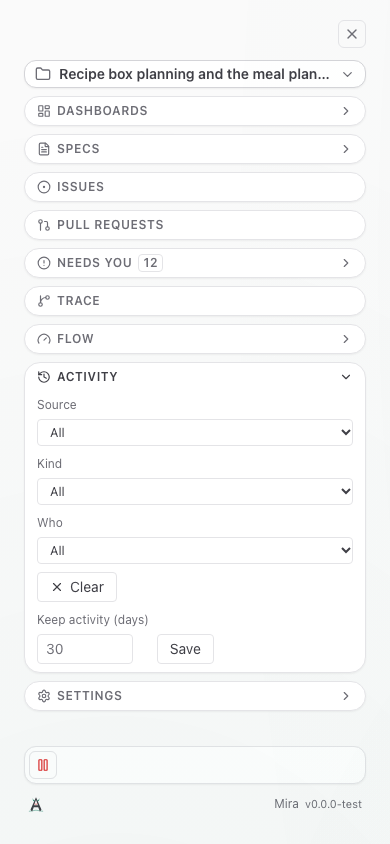 Recipe box planning and the meal plan...
DASHBOARDS
SPECS
ISSUES
PULL REQUESTS
NEEDS YOU 12
TRACE
FLOW
ACTIVITY
Source
All
Kind
All
Who
All
Clear
Keep activity (days)
30 Save
SETTINGS
Mira v0.0.0-test